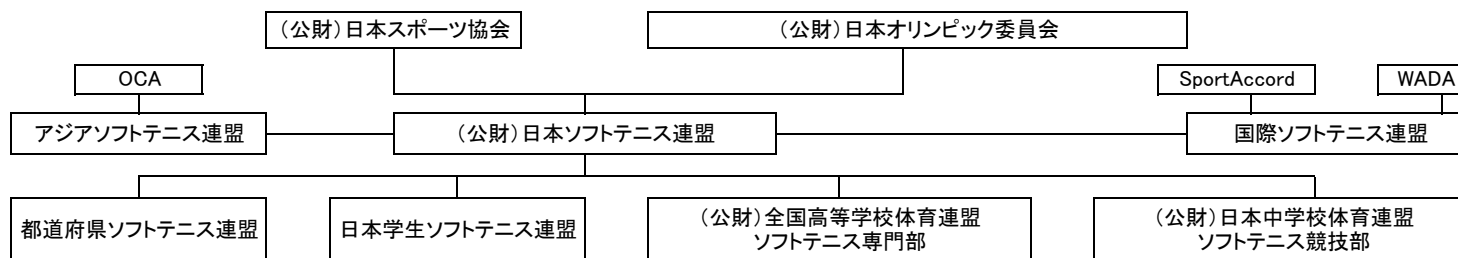 (公財)日本スポーツ協会
(公財)日本オリンピック委員会
OCA
SportAccord
WADA
アジアソフトテニス連盟
(公財)日本ソフトテニス連盟
国際ソフトテニス連盟
都道府県ソフトテニス連盟
日本学生ソフトテニス連盟
(公財)全国高等学校体育連盟
ソフトテニス専門部
(公財)日本中学校体育連盟
ソフトテニス競技部